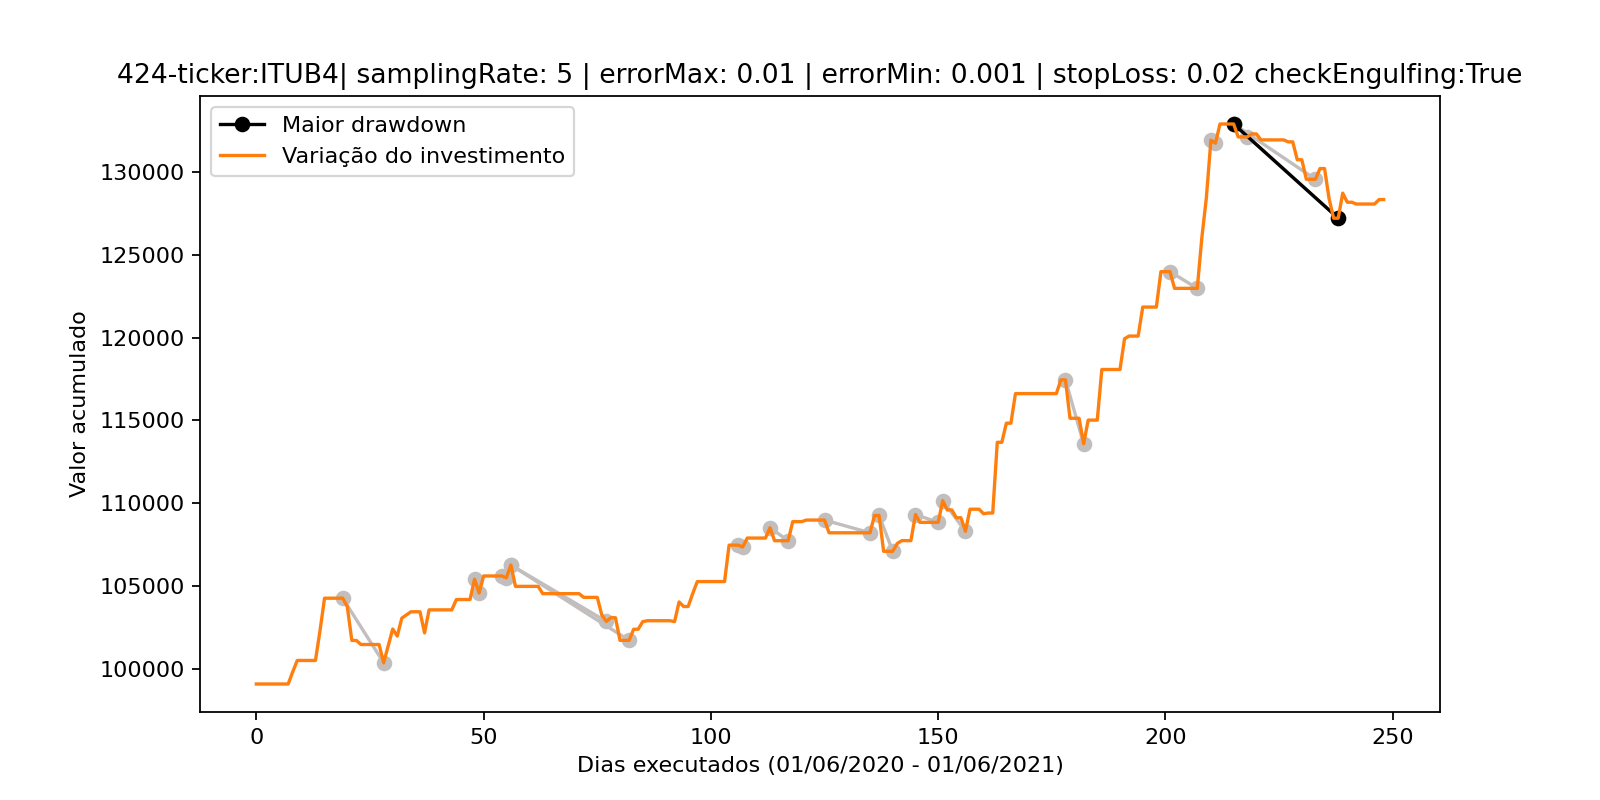 424-ticker:ITUB4| samplingRate: 5 | errorMax: 0.01 | errorMin: 0.001 | stopLoss: 0.02 checkEngulfing:True
Maior drawdown
Variação do investimento
Valor acumulado
130000
125000
120000
115000
110000
105000
100000
0 50 100 150 200 250
Dias executados (01/06/2020 - 01/06/2021)